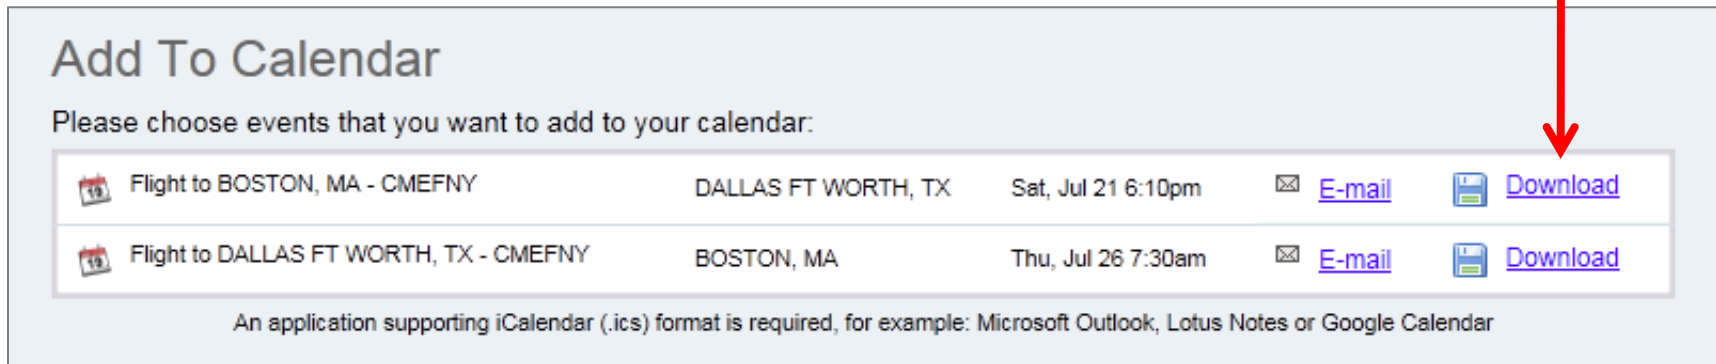 Add To Calendar
Please choose events that you want to add to your calendar:
19 Flight to BOSTON, MA - CMEFNY DALLAS FT WORTH, TX Sat, Jul 21 6:10pm E-mail Download
19 Flight to DALLAS FT WORTH, TX - CMEFNY BOSTON, MA Thu, Jul 26 7:30am E-mail Download
An application supporting iCalendar (.ics) format is required, for example: Microsoft Outlook, Lotus Notes or Google Calendar